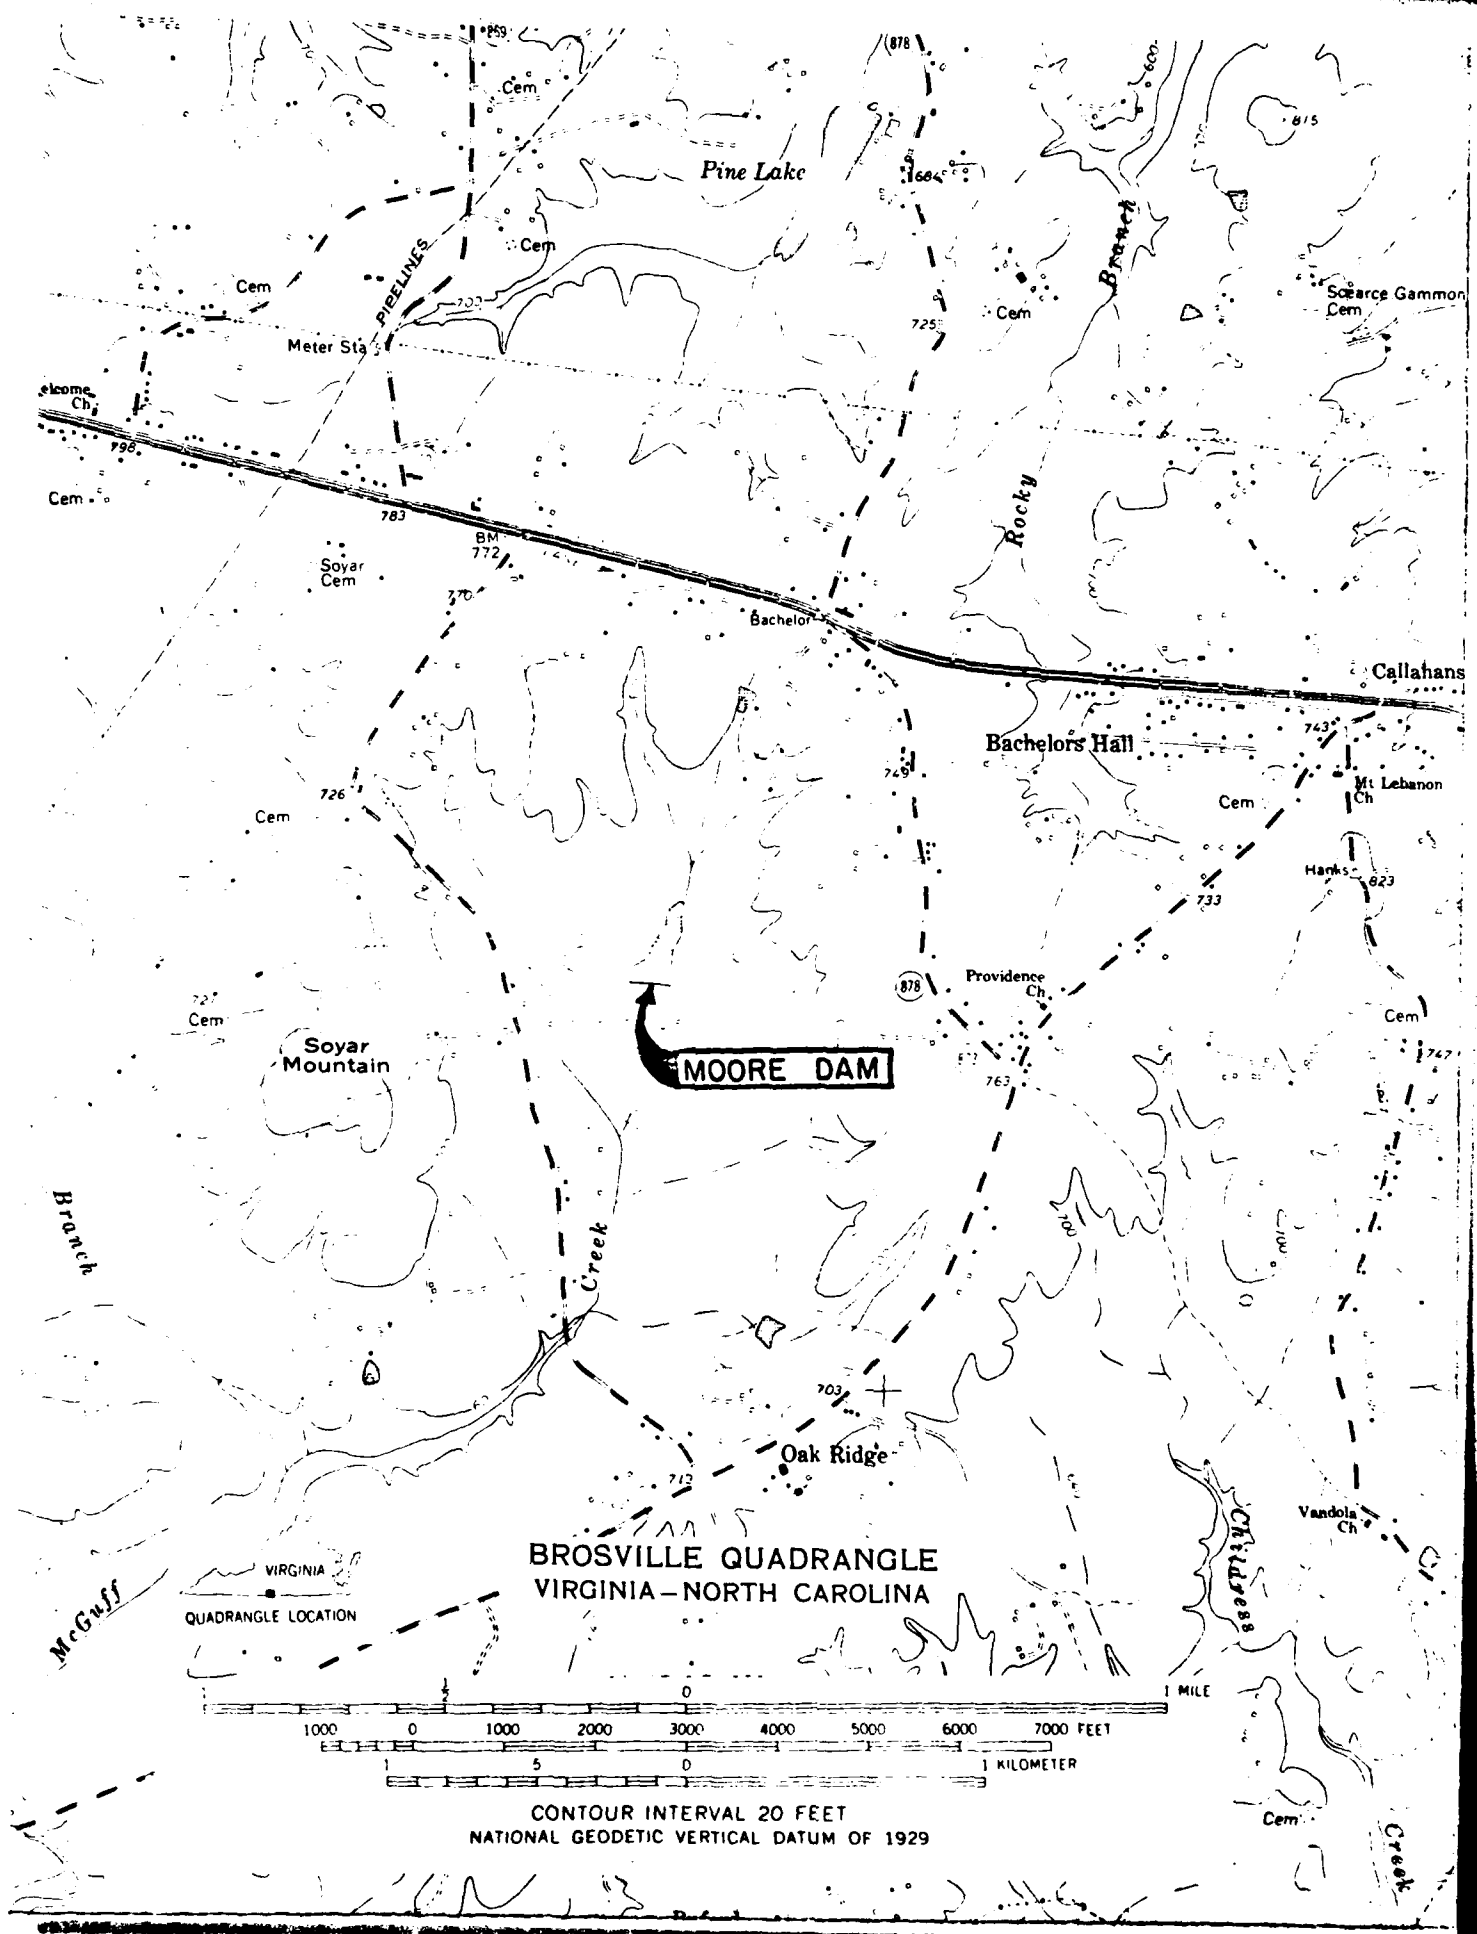 869
878
600
Cem
815
Pine Lake
684
Branch
Cem
PIPELINES
Cem
Cem
Scearce Gammon
Cem
700
725
Meter Sta
elcome
Ch
798
Cem
Rocky
783
BM
772
Soyar
Cem
770
Bachelor
Callahans
743
Bachelors Hall
749
Mt Lebanon
Ch
726
Cem
Cem
Hanks
823
733
Providence
Ch
878
727
Cem
Cem
Soyar
Mountain
747
MOORE DAM
763
Branch
700
700
Creek
703
Oak Ridge
713
Vandola
Ch
Childress
BROSVILLE QUADRANGLE
VIRGINIA–NORTH CAROLINA
VIRGINIA
QUADRANGLE LOCATION
McGuff
1 ½ 0 1 MILE
1000 0 1000 2000 3000 4000 5000 6000 7000 FEET
1 5 0 1 KILOMETER
CONTOUR INTERVAL 20 FEET
NATIONAL GEODETIC VERTICAL DATUM OF 1929
Cem
Creek